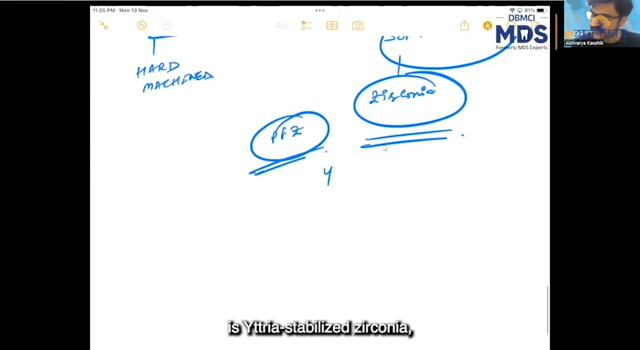 11:05 PM Mon 13 Nov
81%
DBMCI
MDS
Formerly MDS Experts
Atcharya Kaushik
HARD
MACHINED
Zirconia
PFZ
y
is Yttria-stabilized zirconia,